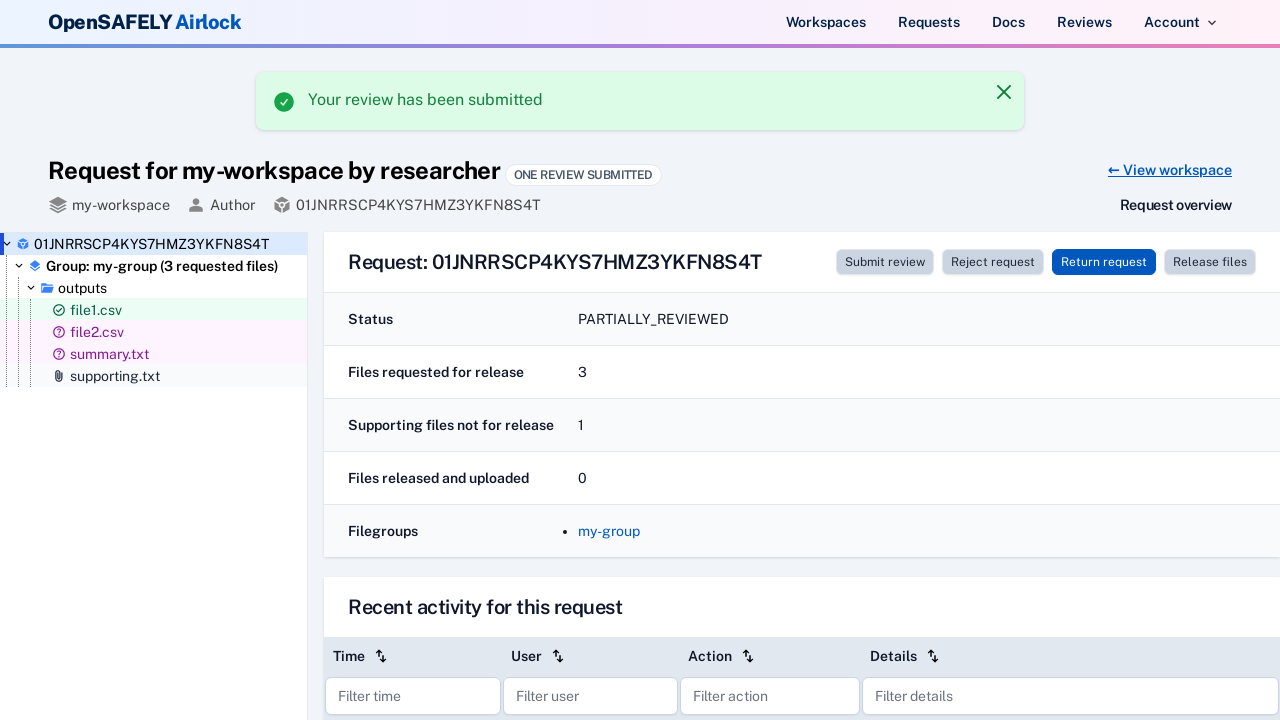 OpenSAFELY Airlock
Workspaces Requests Docs Reviews Account
Your review has been submitted
Request for my-workspace by researcher ONE REVIEW SUBMITTED
← View workspace
my-workspace Author 01JNRRSCP4KYS7HMZ3YKFN8S4T
Request overview
01JNRRSCP4KYS7HMZ3YKFN8S4T
Group: my-group (3 requested files)
outputs
file1.csv
file2.csv
summary.txt
supporting.txt
Request: 01JNRRSCP4KYS7HMZ3YKFN8S4T
Submit review Reject request Return request Release files
Status PARTIALLY_REVIEWED
Files requested for release 3
Supporting files not for release 1
Files released and uploaded 0
Filegroups • my-group
Recent activity for this request
Time User Action Details
Filter time Filter user Filter action Filter details